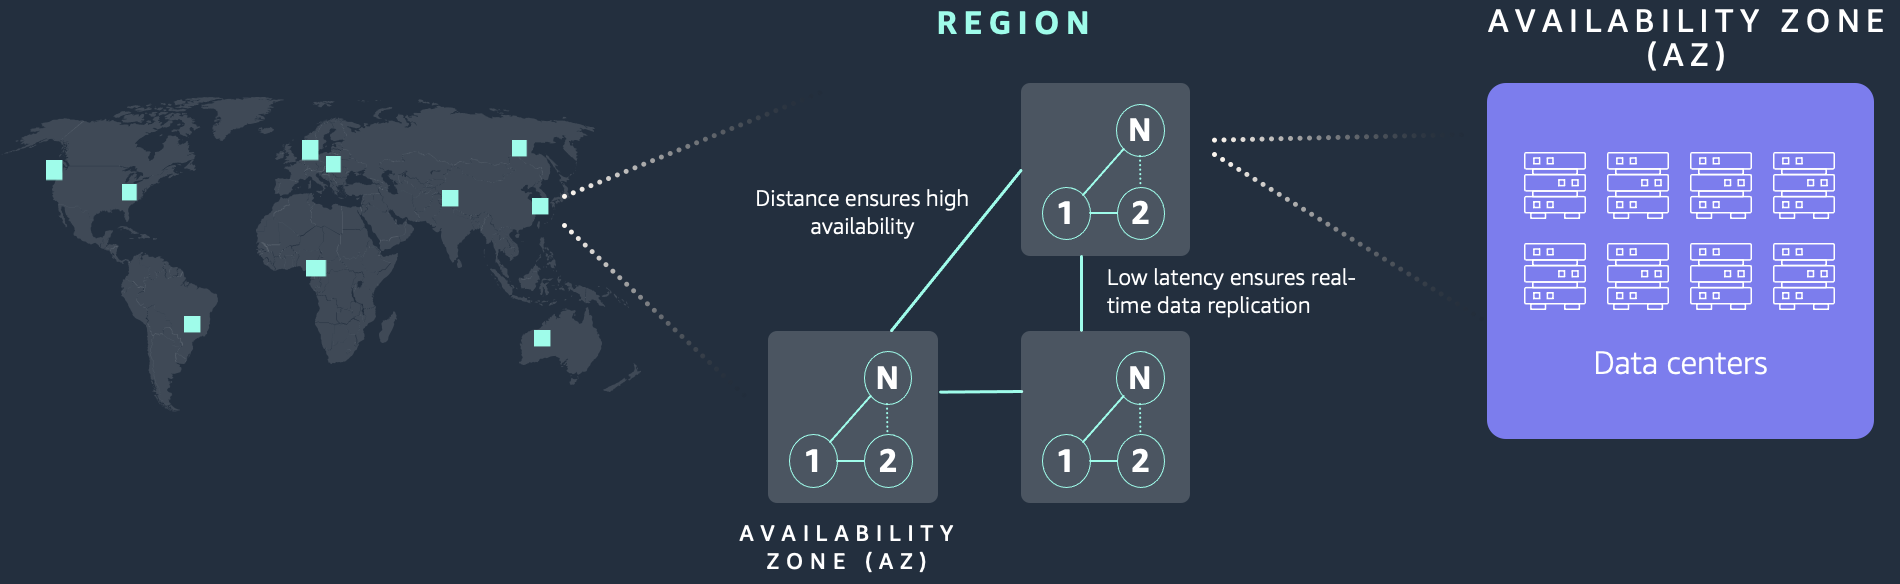 REGION
AVAILABILITY ZONE
(AZ)
N
1
2
Distance ensures high
availability
Low latency ensures real-
time data replication
N
1
2
N
1
2
AVAILABILITY
ZONE (AZ)
Data centers